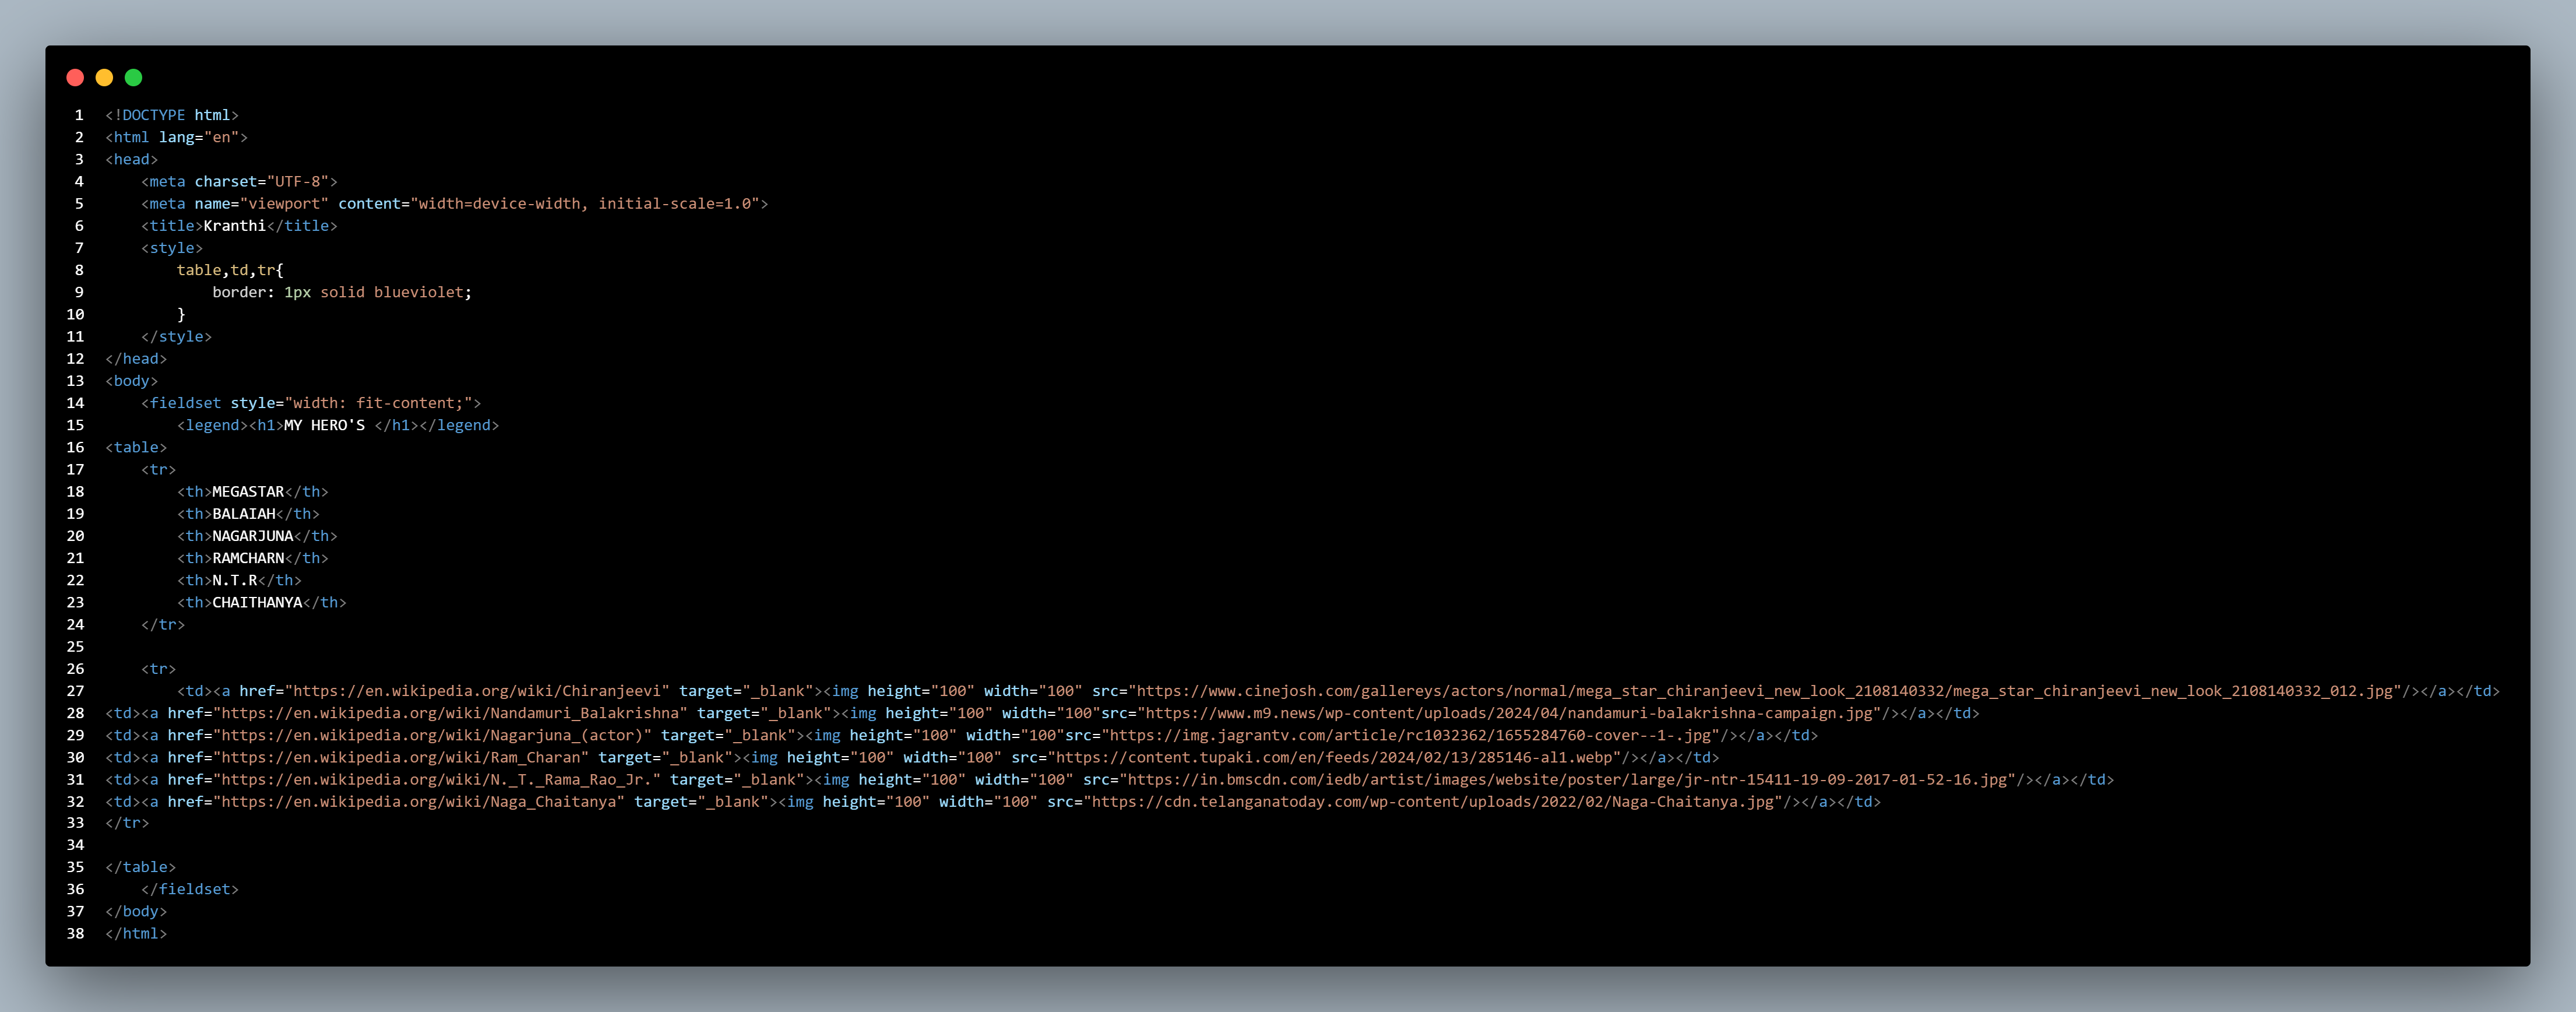 1 <!DOCTYPE html>
2 <html lang="en">
3 <head>
4     <meta charset="UTF-8">
5     <meta name="viewport" content="width=device-width, initial-scale=1.0">
6     <title>Kranthi</title>
7     <style>
8         table,td,tr{
9             border: 1px solid blueviolet;
10         }
11     </style>
12 </head>
13 <body>
14     <fieldset style="width: fit-content;">
15         <legend><h1>MY HERO'S </h1></legend>
16 <table>
17     <tr>
18         <th>MEGASTAR</th>
19         <th>BALAIAH</th>
20         <th>NAGARJUNA</th>
21         <th>RAMCHARN</th>
22         <th>N.T.R</th>
23         <th>CHAITHANYA</th>
24     </tr>
25
26     <tr>
27         <td><a href="https://en.wikipedia.org/wiki/Chiranjeevi" target="_blank"><img height="100" width="100" src="https://www.cinejosh.com/gallereys/actors/normal/mega_star_chiranjeevi_new_look_2108140332/mega_star_chiranjeevi_new_look_2108140332_012.jpg"/></a></td>
28 <td><a href="https://en.wikipedia.org/wiki/Nandamuri_Balakrishna" target="_blank"><img height="100" width="100"src="https://www.m9.news/wp-content/uploads/2024/04/nandamuri-balakrishna-campaign.jpg"/></a></td>
29 <td><a href="https://en.wikipedia.org/wiki/Nagarjuna_(actor)" target="_blank"><img height="100" width="100"src="https://img.jagrantv.com/article/rc1032362/1655284760-cover--1-.jpg"/></a></td>
30 <td><a href="https://en.wikipedia.org/wiki/Ram_Charan" target="_blank"><img height="100" width="100" src="https://content.tupaki.com/en/feeds/2024/02/13/285146-al1.webp"/></a></td>
31 <td><a href="https://en.wikipedia.org/wiki/N._T._Rama_Rao_Jr." target="_blank"><img height="100" width="100" src="https://in.bmscdn.com/iedb/artist/images/website/poster/large/jr-ntr-15411-19-09-2017-01-52-16.jpg"/></a></td>
32 <td><a href="https://en.wikipedia.org/wiki/Naga_Chaitanya" target="_blank"><img height="100" width="100" src="https://cdn.telanganatoday.com/wp-content/uploads/2022/02/Naga-Chaitanya.jpg"/></a></td>
33 </tr>
34
35 </table>
36     </fieldset>
37 </body>
38 </html>